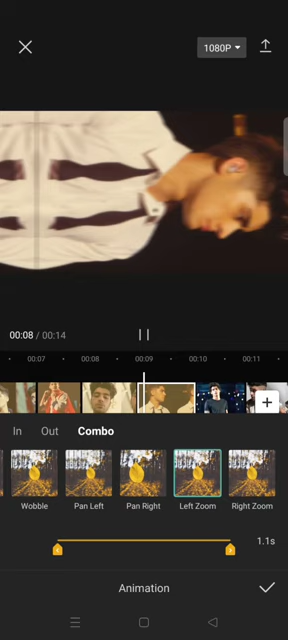 1080P
00:08 / 00:14
00:07 00:08 00:09 00:10 00:11
In Out Combo
Wobble Pan Left Pan Right Left Zoom Right Zoom
1.1s
Animation